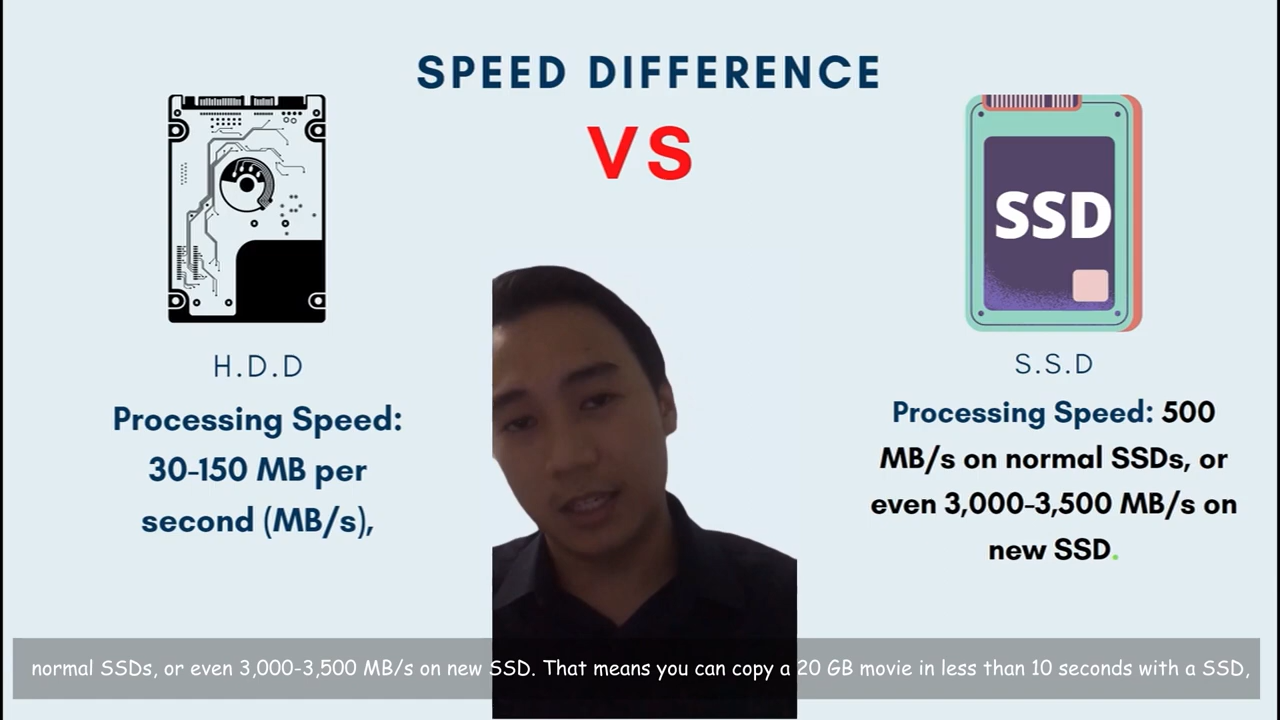 SPEED DIFFERENCE
VS
SSD
H.D.D
Processing Speed:
30-150 MB per
second (MB/s),
S.S.D
Processing Speed: 500
MB/s on normal SSDs, or
even 3,000-3,500 MB/s on
new SSD.
normal SSDs, or even 3,000-3,500 MB/s on new SSD. That means you can copy a 20 GB movie in less than 10 seconds with a SSD,